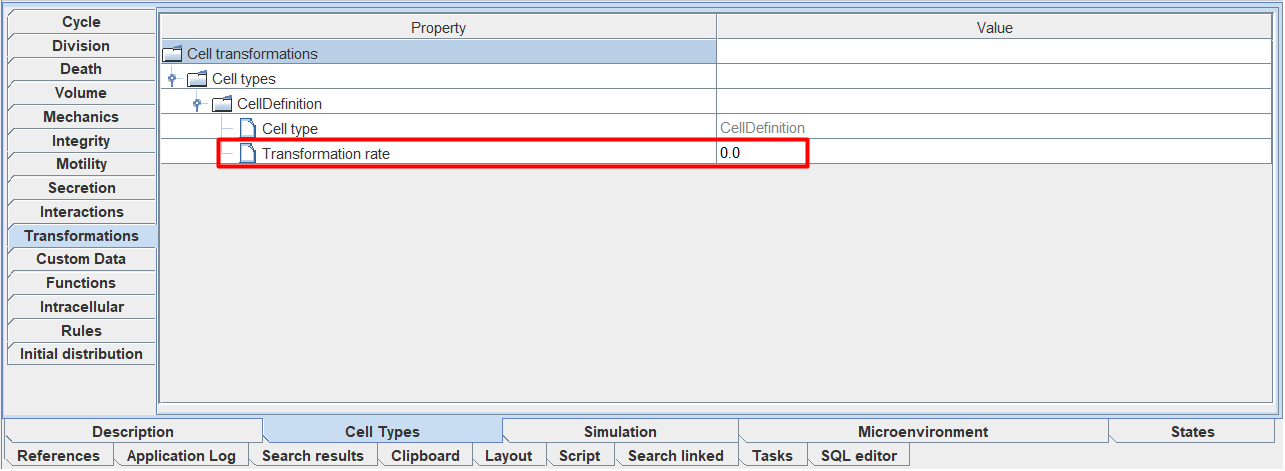 Cycle
Division
Death
Volume
Mechanics
Integrity
Motility
Secretion
Interactions
Transformations
Custom Data
Functions
Intracellular
Rules
Initial distribution
Property Value
Cell transformations
Cell types
CellDefinition
Cell type CellDefinition
Transformation rate 0.0
Description Cell Types Simulation Microenvironment States
References Application Log Search results Clipboard Layout Script Search linked Tasks SQL editor